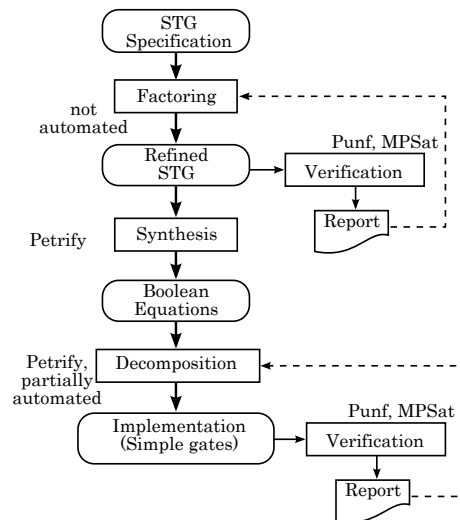 STG
Specification
Factoring
not
automated
Punf, MPSat
Refined
STG
Verification
Report
Petrify
Synthesis
Boolean
Equations
Petrify,
partially
automated
Decomposition
Implementation
(Simple gates)
Punf, MPSat
Verification
Report